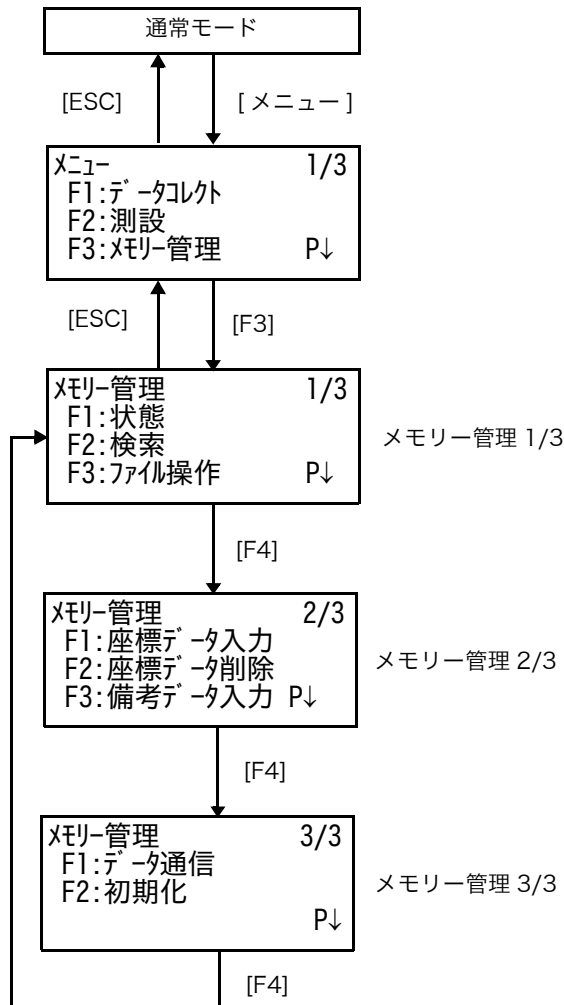 通常モード
[ESC] [メニュー]
ﾒﾆｭｰ 1/3
F1:ﾃﾞｰﾀｺﾚｸﾄ
F2:測設
F3:ﾒﾓﾘｰ管理 P↓
[ESC] [F3]
ﾒﾓﾘｰ管理 1/3
F1:状態
F2:検索
F3:ﾌｧｲﾙ操作 P↓
メモリー管理 1/3
[F4]
ﾒﾓﾘｰ管理 2/3
F1:座標ﾃﾞｰﾀ入力
F2:座標ﾃﾞｰﾀ削除
F3:備考ﾃﾞｰﾀ入力 P↓
メモリー管理 2/3
[F4]
ﾒﾓﾘｰ管理 3/3
F1:ﾃﾞｰﾀ通信
F2:初期化
P↓
メモリー管理 3/3
[F4]